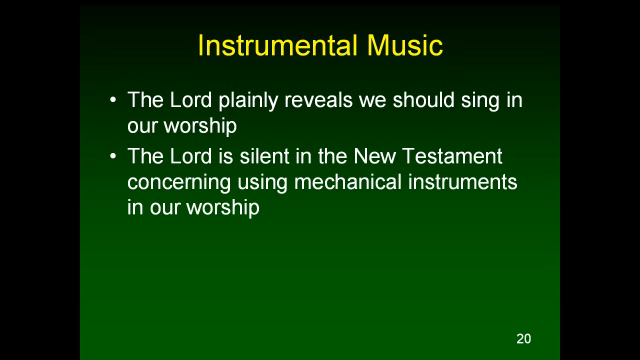 Instrumental Music
• The Lord plainly reveals we should sing in
our worship
• The Lord is silent in the New Testament
concerning using mechanical instruments
in our worship
20